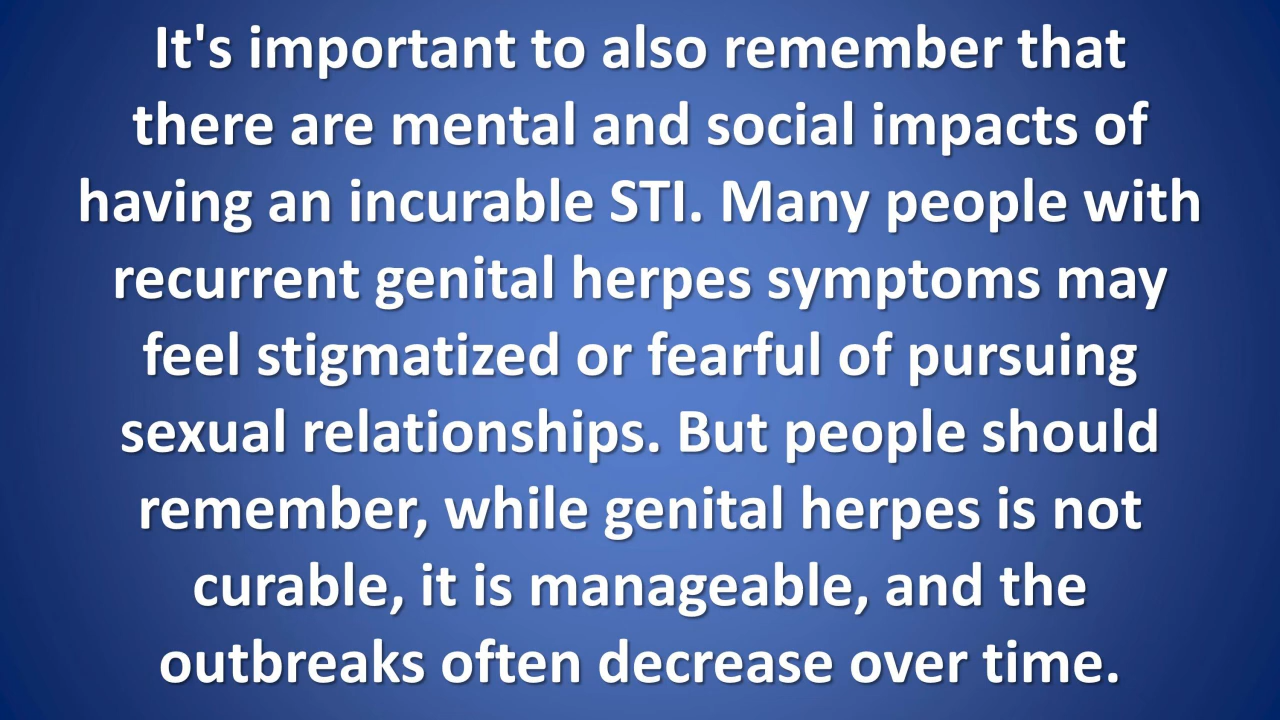 It's important to also remember that
there are mental and social impacts of
having an incurable STI. Many people with
recurrent genital herpes symptoms may
feel stigmatized or fearful of pursuing
sexual relationships. But people should
remember, while genital herpes is not
curable, it is manageable, and the
outbreaks often decrease over time.